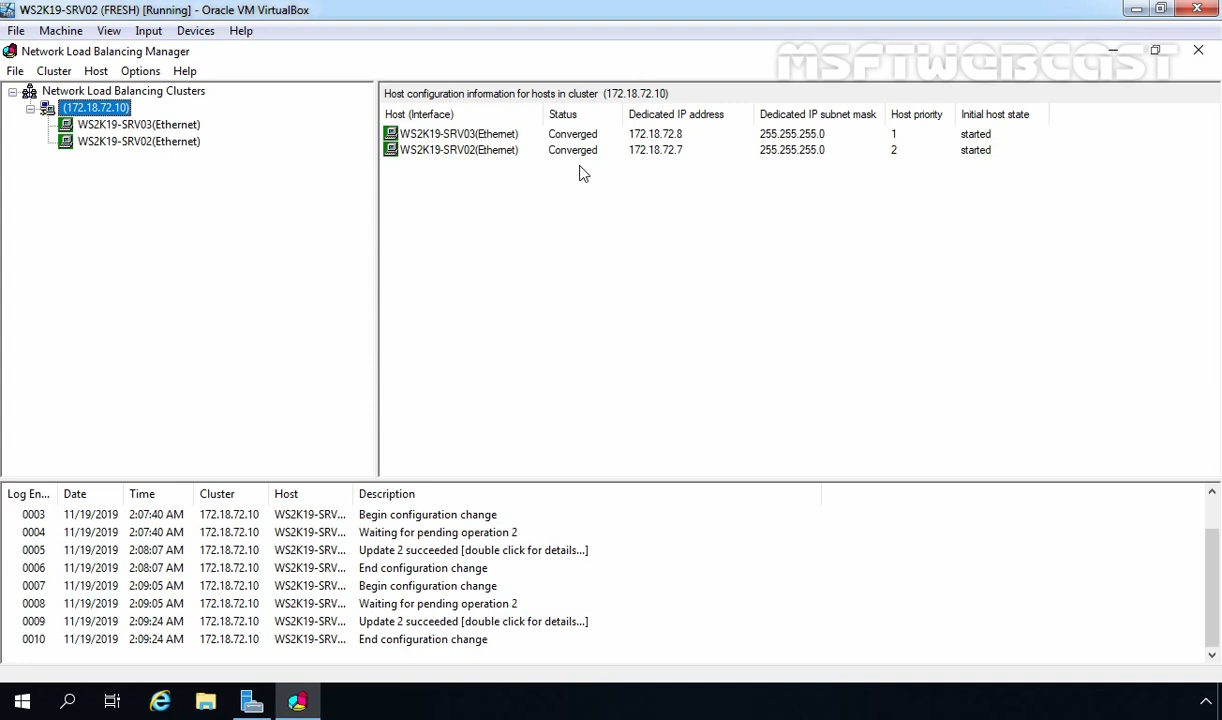 WS2K19-SRV02 (FRESH) [Running] - Oracle VM VirtualBox
File Machine View Input Devices Help
Network Load Balancing Manager
MSFTWEBCAST
File Cluster Host Options Help
Network Load Balancing Clusters
(172.18.72.10)
WS2K19-SRV03(Ethernet)
WS2K19-SRV02(Ethernet)
Host configuration information for hosts in cluster (172.18.72.10)
Host (Interface) Status Dedicated IP address Dedicated IP subnet mask Host priority Initial host state
WS2K19-SRV03(Ethernet) Converged 172.18.72.8 255.255.255.0 1 started
WS2K19-SRV02(Ethernet) Converged 172.18.72.7 255.255.255.0 2 started
Log En... Date Time Cluster Host Description
0003 11/19/2019 2:07:40 AM 172.18.72.10 WS2K19-SRV... Begin configuration change
0004 11/19/2019 2:07:40 AM 172.18.72.10 WS2K19-SRV... Waiting for pending operation 2
0005 11/19/2019 2:08:07 AM 172.18.72.10 WS2K19-SRV... Update 2 succeeded [double click for details...]
0006 11/19/2019 2:08:07 AM 172.18.72.10 WS2K19-SRV... End configuration change
0007 11/19/2019 2:09:05 AM 172.18.72.10 WS2K19-SRV... Begin configuration change
0008 11/19/2019 2:09:05 AM 172.18.72.10 WS2K19-SRV... Waiting for pending operation 2
0009 11/19/2019 2:09:24 AM 172.18.72.10 WS2K19-SRV... Update 2 succeeded [double click for details...]
0010 11/19/2019 2:09:24 AM 172.18.72.10 WS2K19-SRV... End configuration change